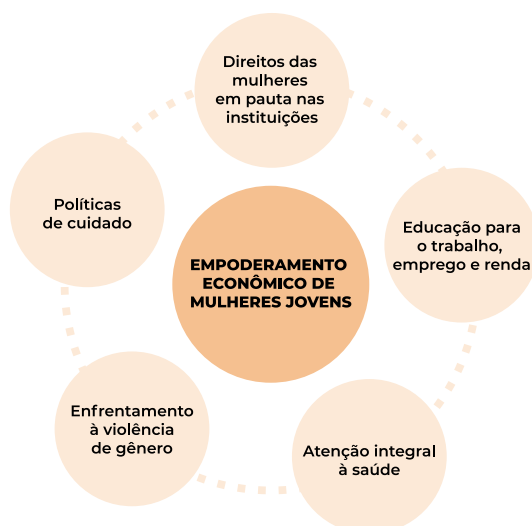 Direitos das
mulheres
em pauta nas
instituições
Educação para
o trabalho,
emprego e renda
Atenção integral
à saúde
Enfrentamento
à violência
de gênero
Políticas
de cuidado
EMPODERAMENTO
ECONÔMICO DE
MULHERES JOVENS